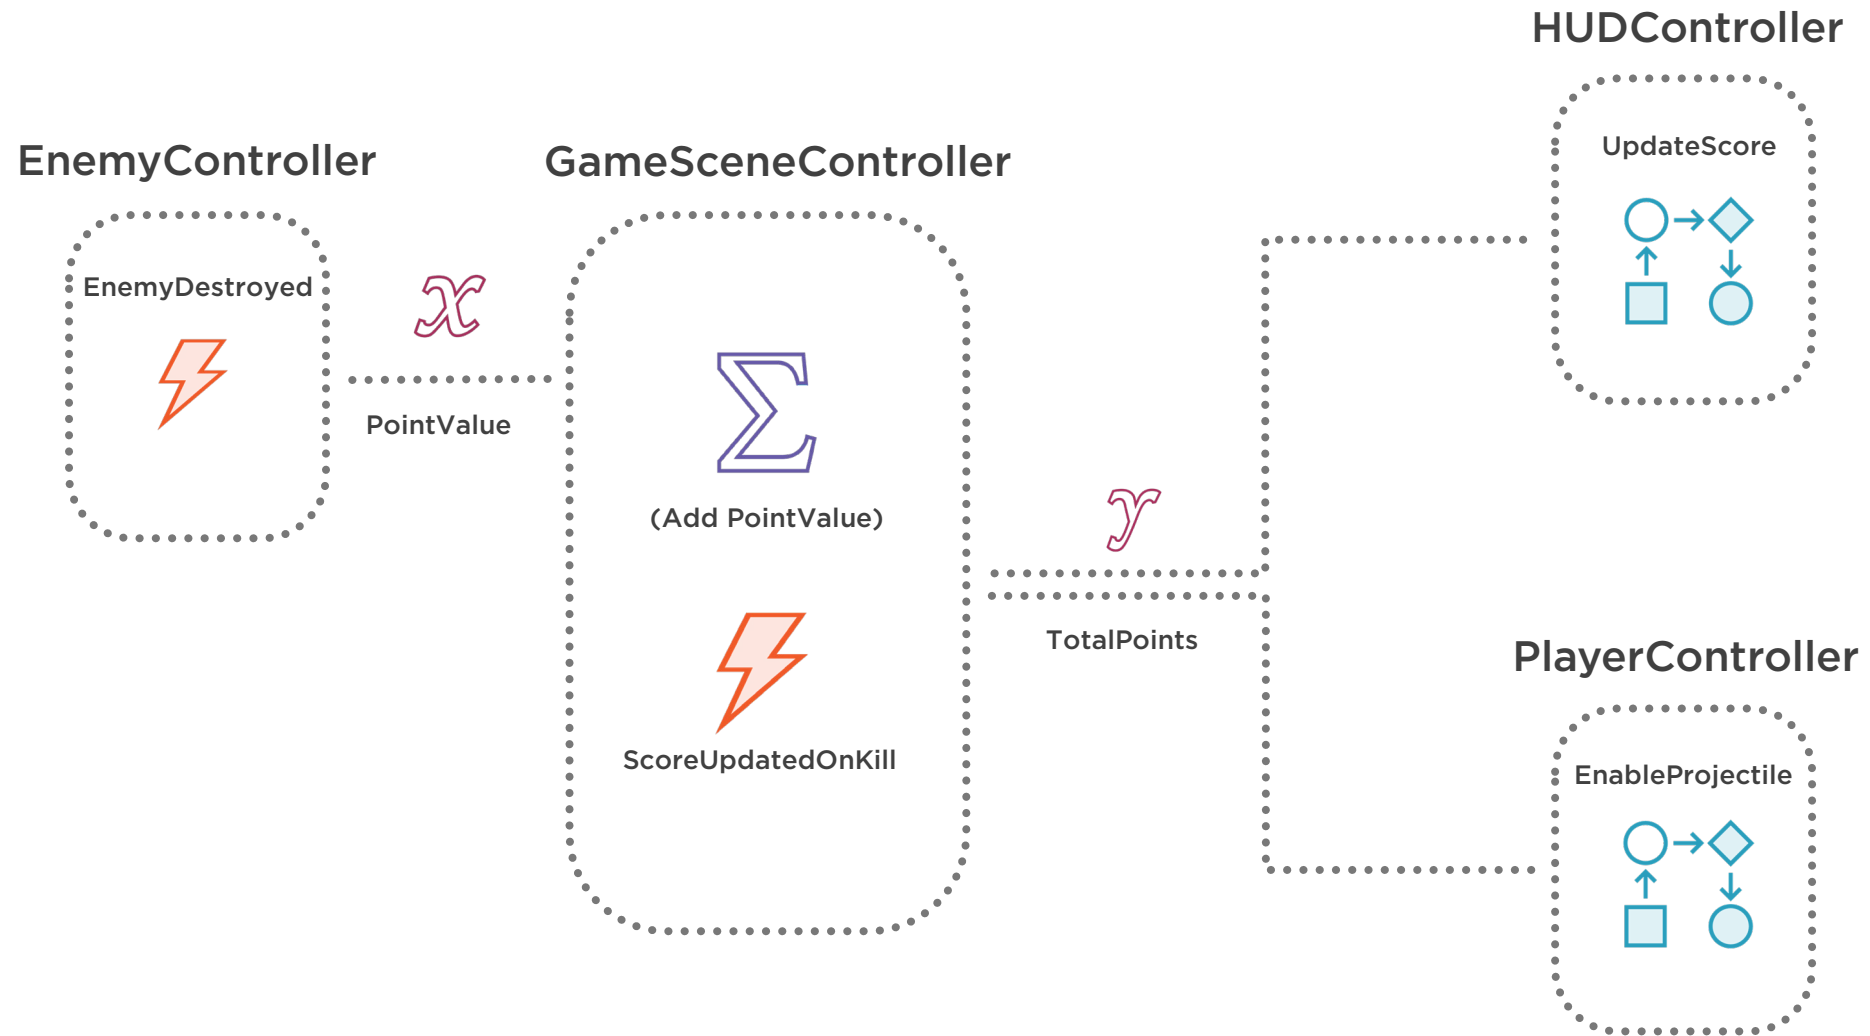 HUDController
UpdateScore
EnemyController
EnemyDestroyed
x
PointValue
GameSceneController
Σ
(Add PointValue)
ScoreUpdatedOnKill
y
TotalPoints
PlayerController
EnableProjectile